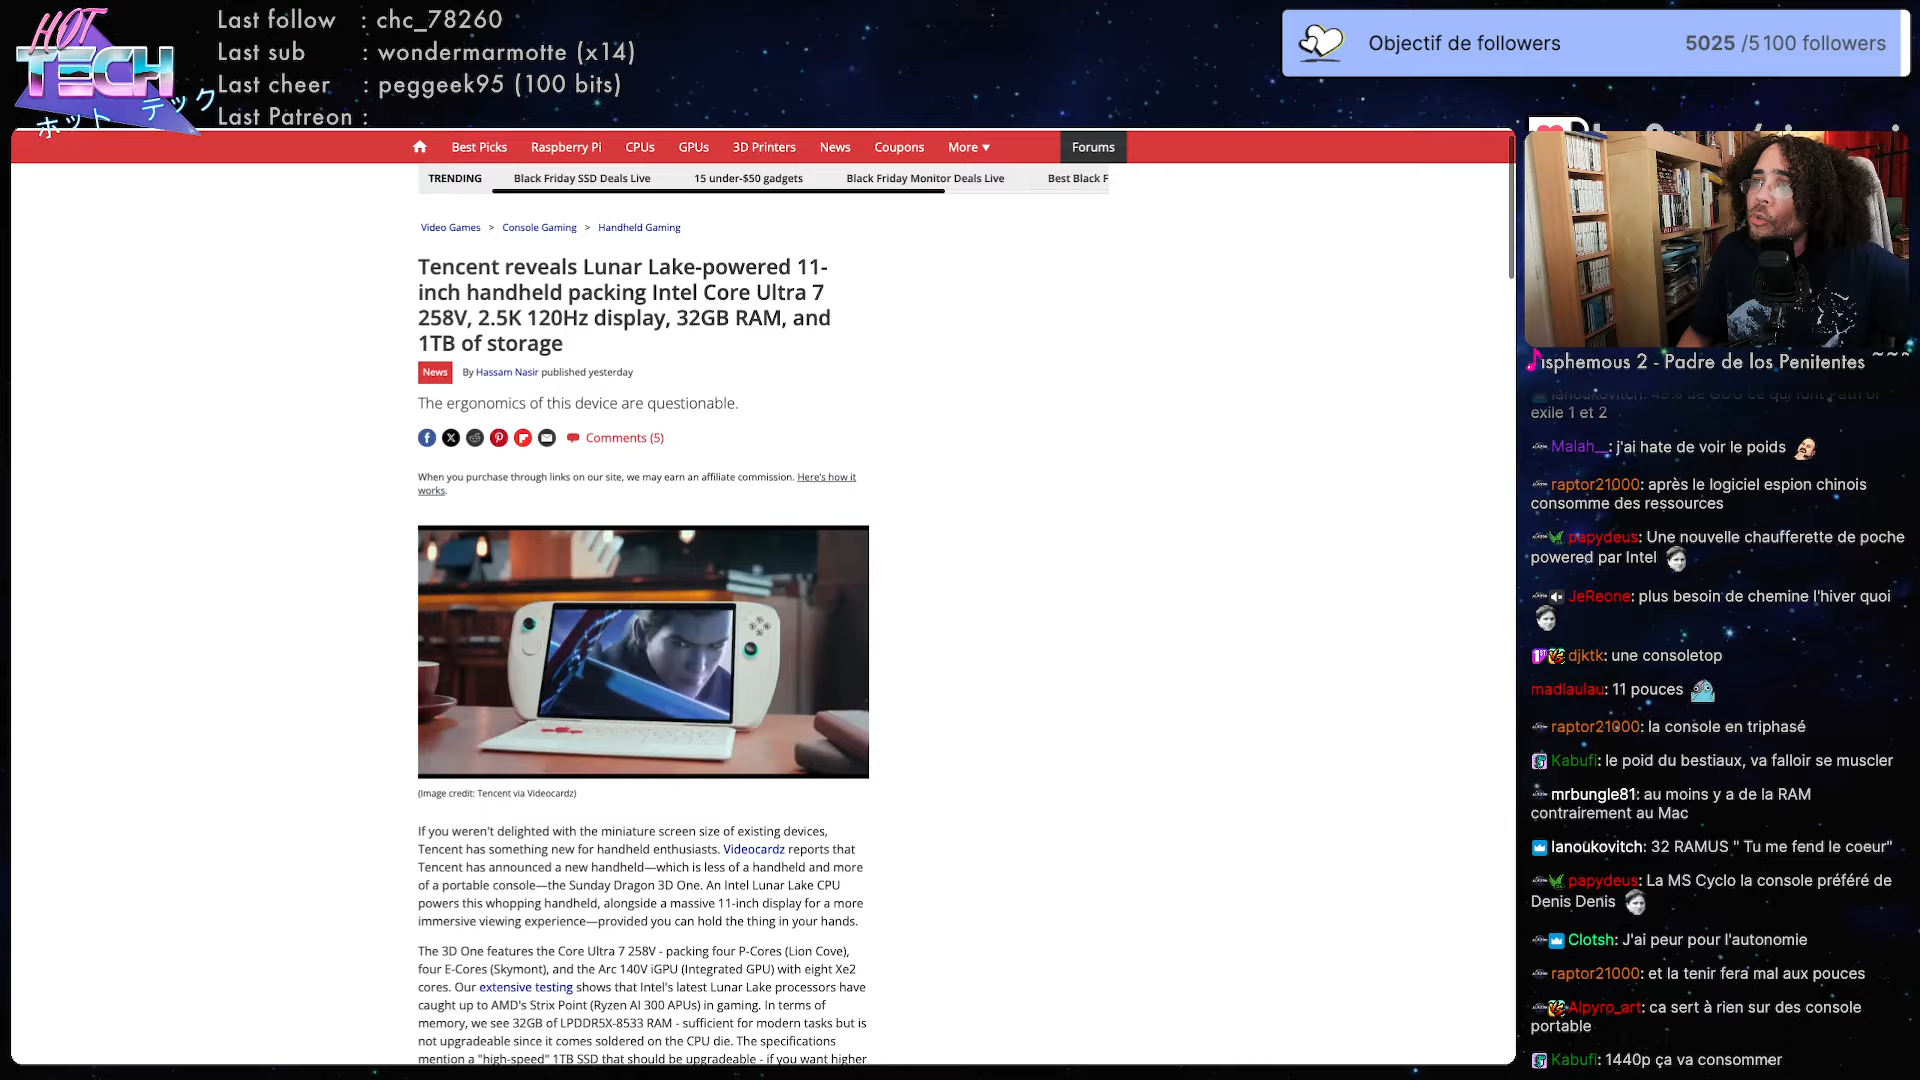 HOT
TECH
ホット テック
Last follow : chc_78260
Last sub : wondermarmotte (x14)
Last cheer : peggeek95 (100 bits)
Last Patreon :
Objectif de followers 5025 /5 100 followers
Best Picks Raspberry Pi CPUs GPUs 3D Printers News Coupons More ▼ Forums
TRENDING Black Friday SSD Deals Live 15 under-$50 gadgets Black Friday Monitor Deals Live Best Black F
Video Games > Console Gaming > Handheld Gaming
Tencent reveals Lunar Lake-powered 11-
inch handheld packing Intel Core Ultra 7
258V, 2.5K 120Hz display, 32GB RAM, and
1TB of storage
News By Hassam Nasir published yesterday
The ergonomics of this device are questionable.
Comments (5)
When you purchase through links on our site, we may earn an affiliate commission. Here's how it
works.
(Image credit: Tencent via Videocardz)
If you weren't delighted with the miniature screen size of existing devices,
Tencent has something new for handheld enthusiasts. Videocardz reports that
Tencent has announced a new handheld—which is less of a handheld and more
of a portable console—the Sunday Dragon 3D One. An Intel Lunar Lake CPU
powers this whopping handheld, alongside a massive 11-inch display for a more
immersive viewing experience—provided you can hold the thing in your hands.
The 3D One features the Core Ultra 7 258V - packing four P-Cores (Lion Cove),
four E-Cores (Skymont), and the Arc 140V iGPU (Integrated GPU) with eight Xe2
cores. Our extensive testing shows that Intel's latest Lunar Lake processors have
caught up to AMD's Strix Point (Ryzen AI 300 APUs) in gaming. In terms of
memory, we see 32GB of LPDDR5X-8533 RAM - sufficient for modern tasks but is
not upgradeable since it comes soldered on the CPU die. The specifications
mention a "high-speed" 1TB SSD that should be upgradeable - if you want higher
sphemous 2 - Padre de los Penitentes ~~~
exile 1 et 2
Malah__: j'ai hate de voir le poids
raptor21000: après le logiciel espion chinois
consomme des ressources
papydeus: Une nouvelle chaufferette de poche
powered par Intel
JeReone: plus besoin de chemine l'hiver quoi
djktk: une consoletop
madlaulau: 11 pouces
raptor21000: la console en triphasé
Kabufi: le poid du bestiaux, va falloir se muscler
mrbungle81: au moins y a de la RAM
contrairement au Mac
lanoukovitch: 32 RAMUS " Tu me fend le coeur"
papydeus: La MS Cyclo la console préféré de
Denis Denis
Clotsh: J'ai peur pour l'autonomie
raptor21000: et la tenir fera mal aux pouces
Alpyro_art: ca sert à rien sur des console
portable
Kabufi: 1440p ça va consommer